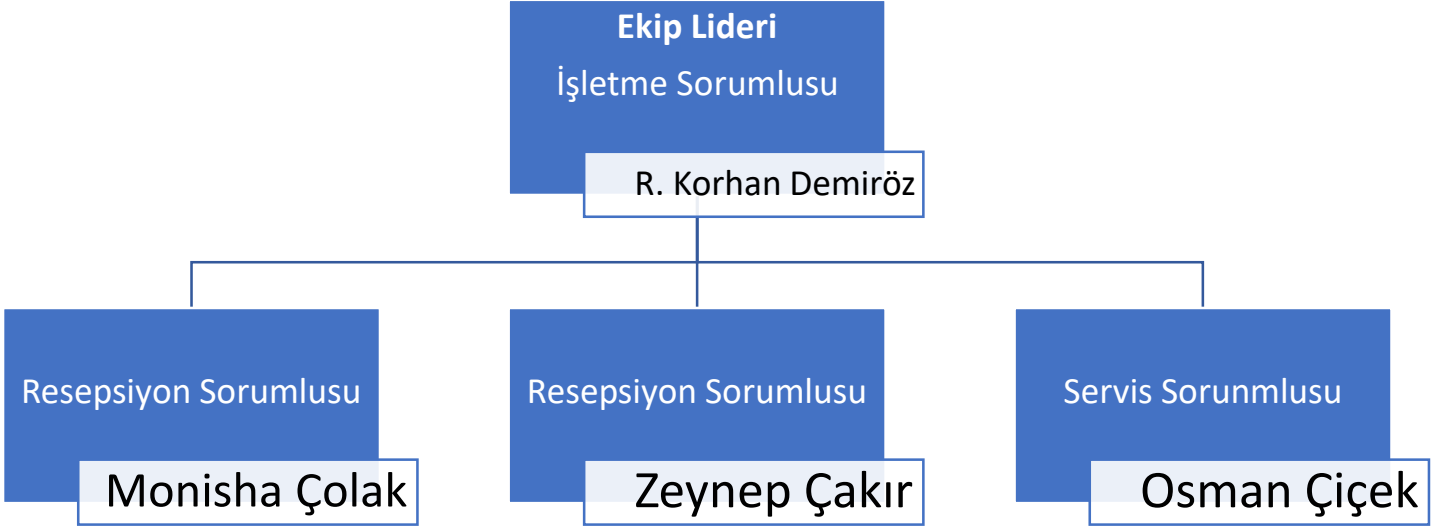 Ekip Lideri
İşletme Sorumlusu
R. Korhan Demiröz
Resepsiyon Sorumlusu
Monisha Çolak
Resepsiyon Sorumlusu
Zeynep Çakır
Servis Sorunmlusu
Osman Çiçek